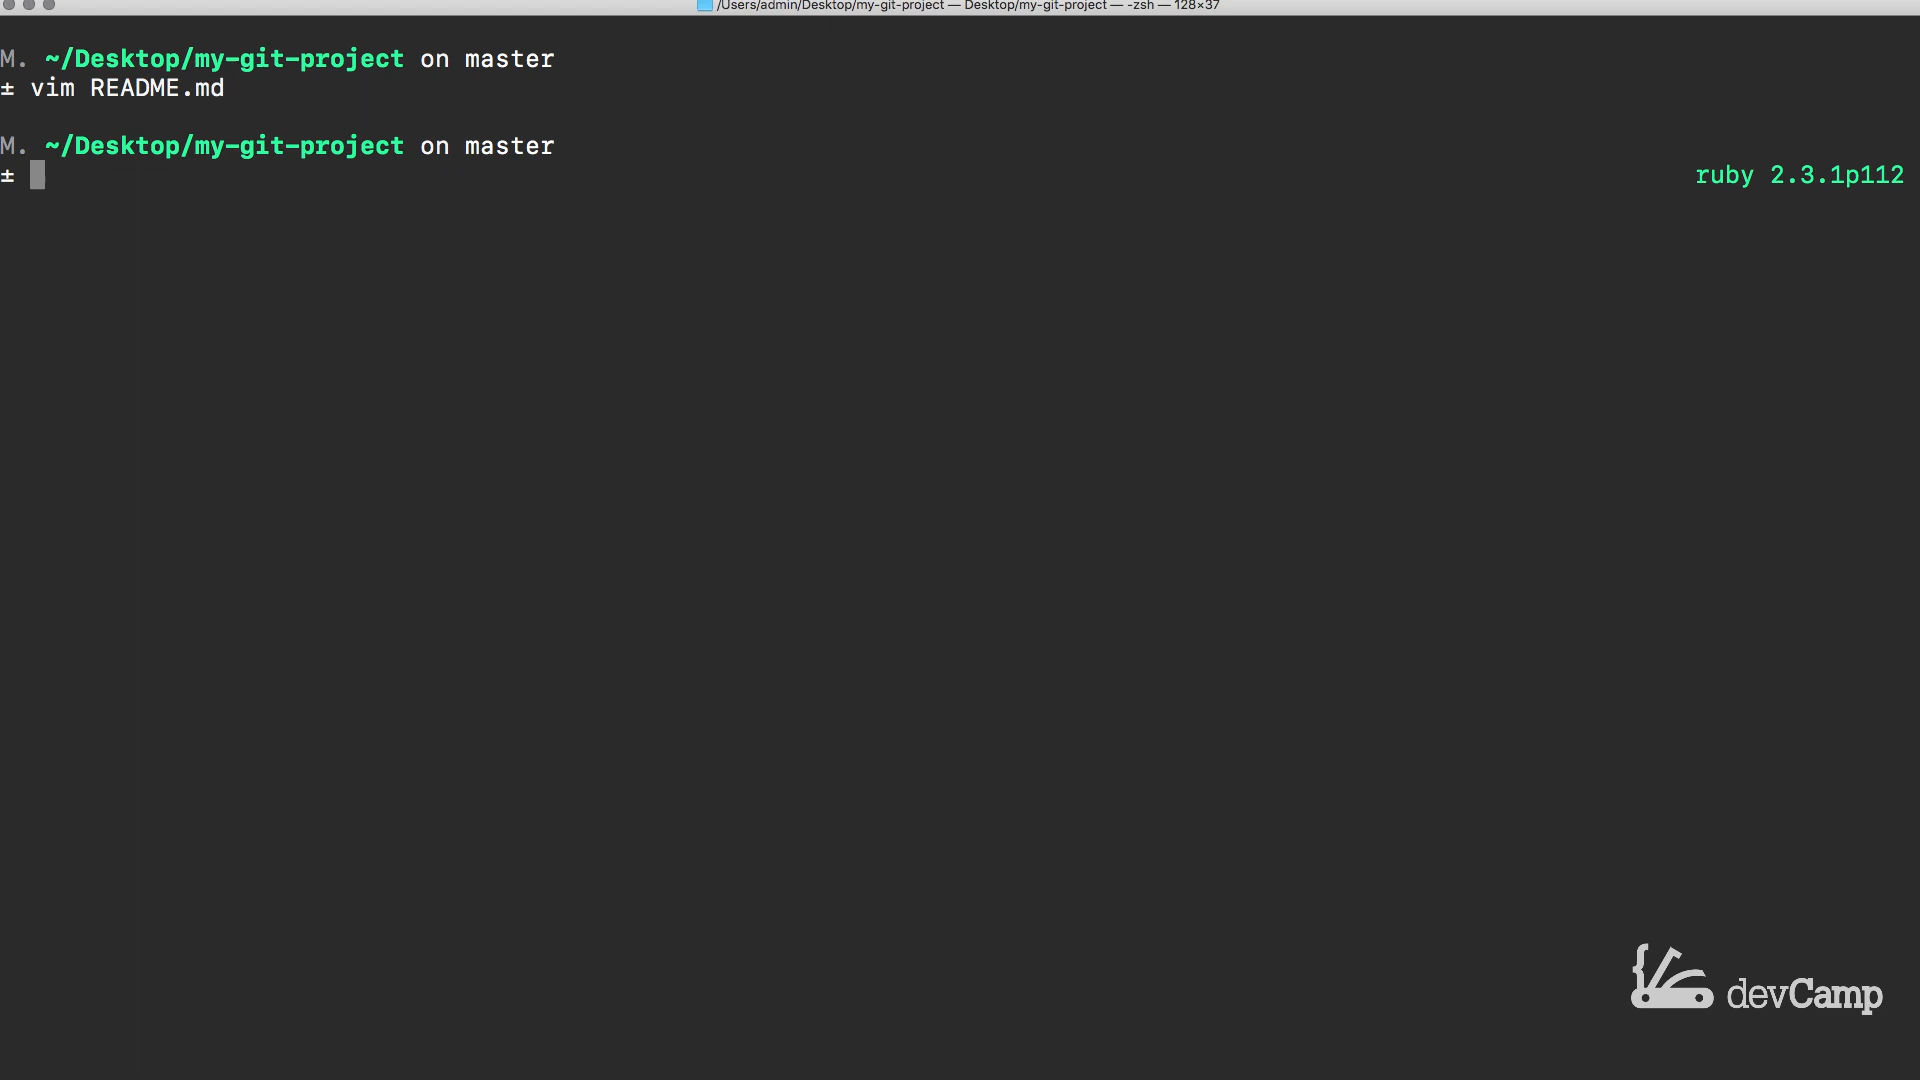 /Users/admin/Desktop/my-git-project — Desktop/my-git-project — -zsh — 128×37
M. ~/Desktop/my-git-project on master
± vim README.md
M. ~/Desktop/my-git-project on master
± ruby 2.3.1p112
devCamp